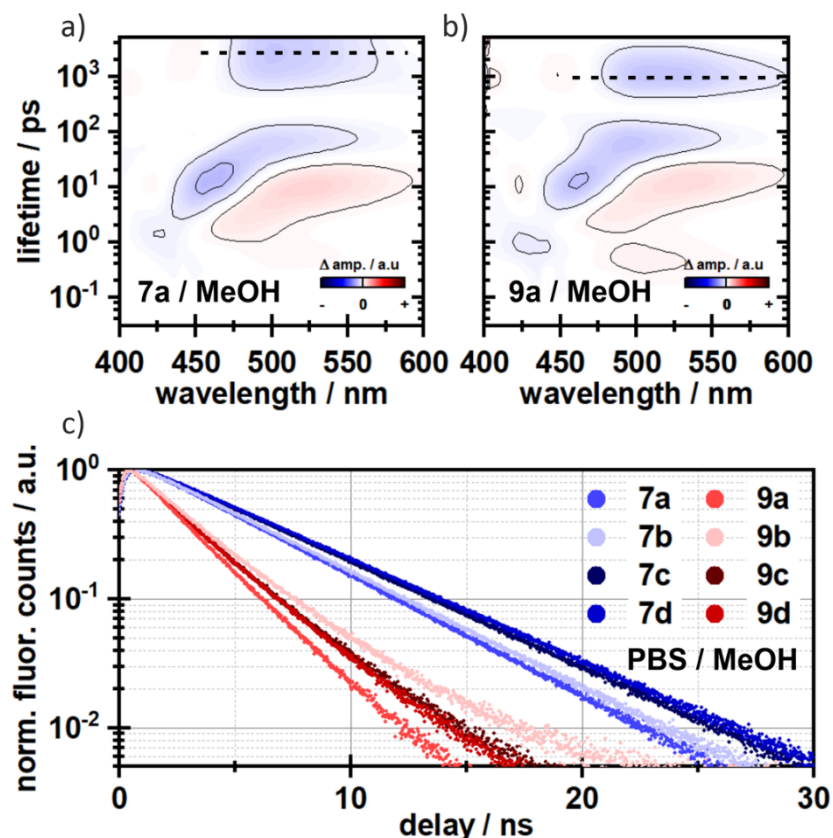 a)
b)
lifetime / ps
10³
10²
10¹
10⁰
10⁻¹
Δ amp. / a.u
- 0 +
7a / MeOH
Δ amp. / a.u
- 0 +
9a / MeOH
400 450 500 550 600
wavelength / nm
400 450 500 550 600
wavelength / nm
c)
norm. fluor. counts / a.u.
10⁰
10⁻¹
10⁻²
7a 9a
7b 9b
7c 9c
7d 9d
PBS / MeOH
0 10 20 30
delay / ns